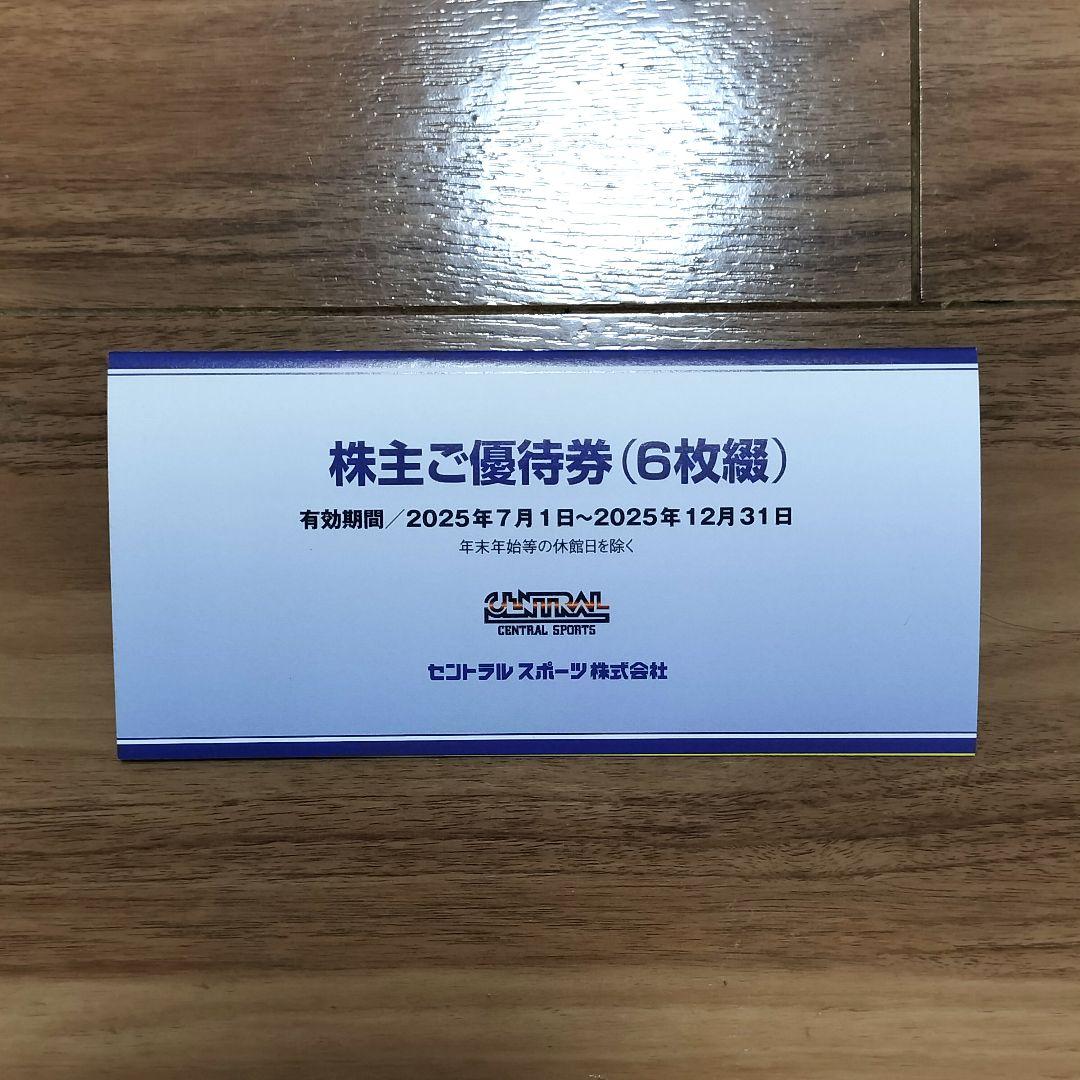 株主ご優待券（6枚綴）
有効期間／2025年7月1日～2025年12月31日
年末年始等の休館日を除く
CENTRAL
CENTRAL SPORTS
セントラルスポーツ株式会社